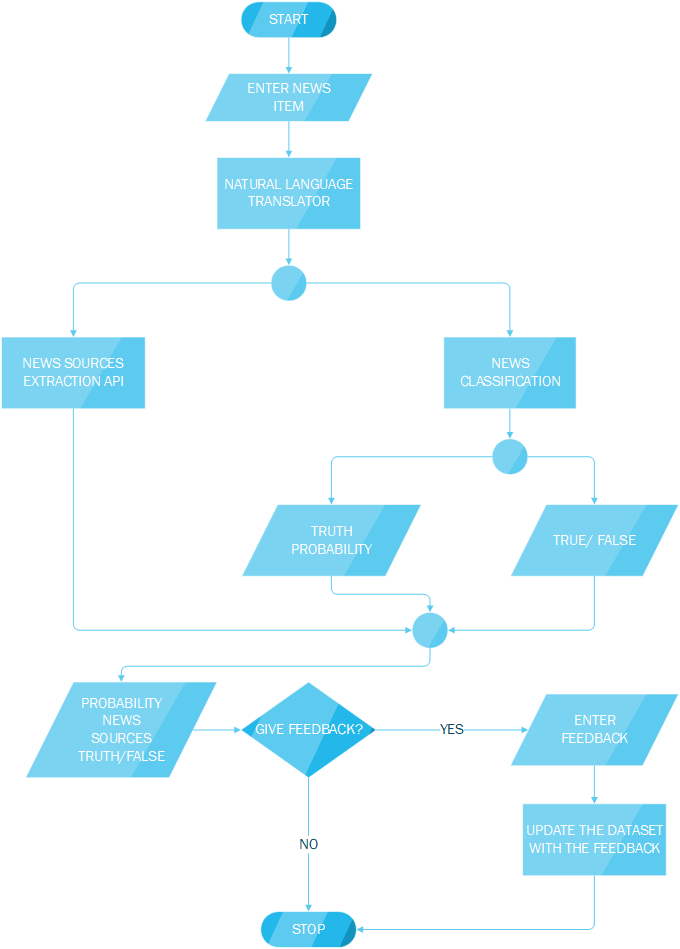 START
ENTER NEWS
ITEM
NATURAL LANGUAGE
TRANSLATOR
NEWS SOURCES
EXTRACTION API
NEWS
CLASSIFICATION
TRUTH
PROBABILITY
TRUE/ FALSE
PROBABILITY
NEWS
SOURCES
TRUTH/FALSE
GIVE FEEDBACK?
YES
ENTER
FEEDBACK
UPDATE THE DATASET
WITH THE FEEDBACK
NO
STOP